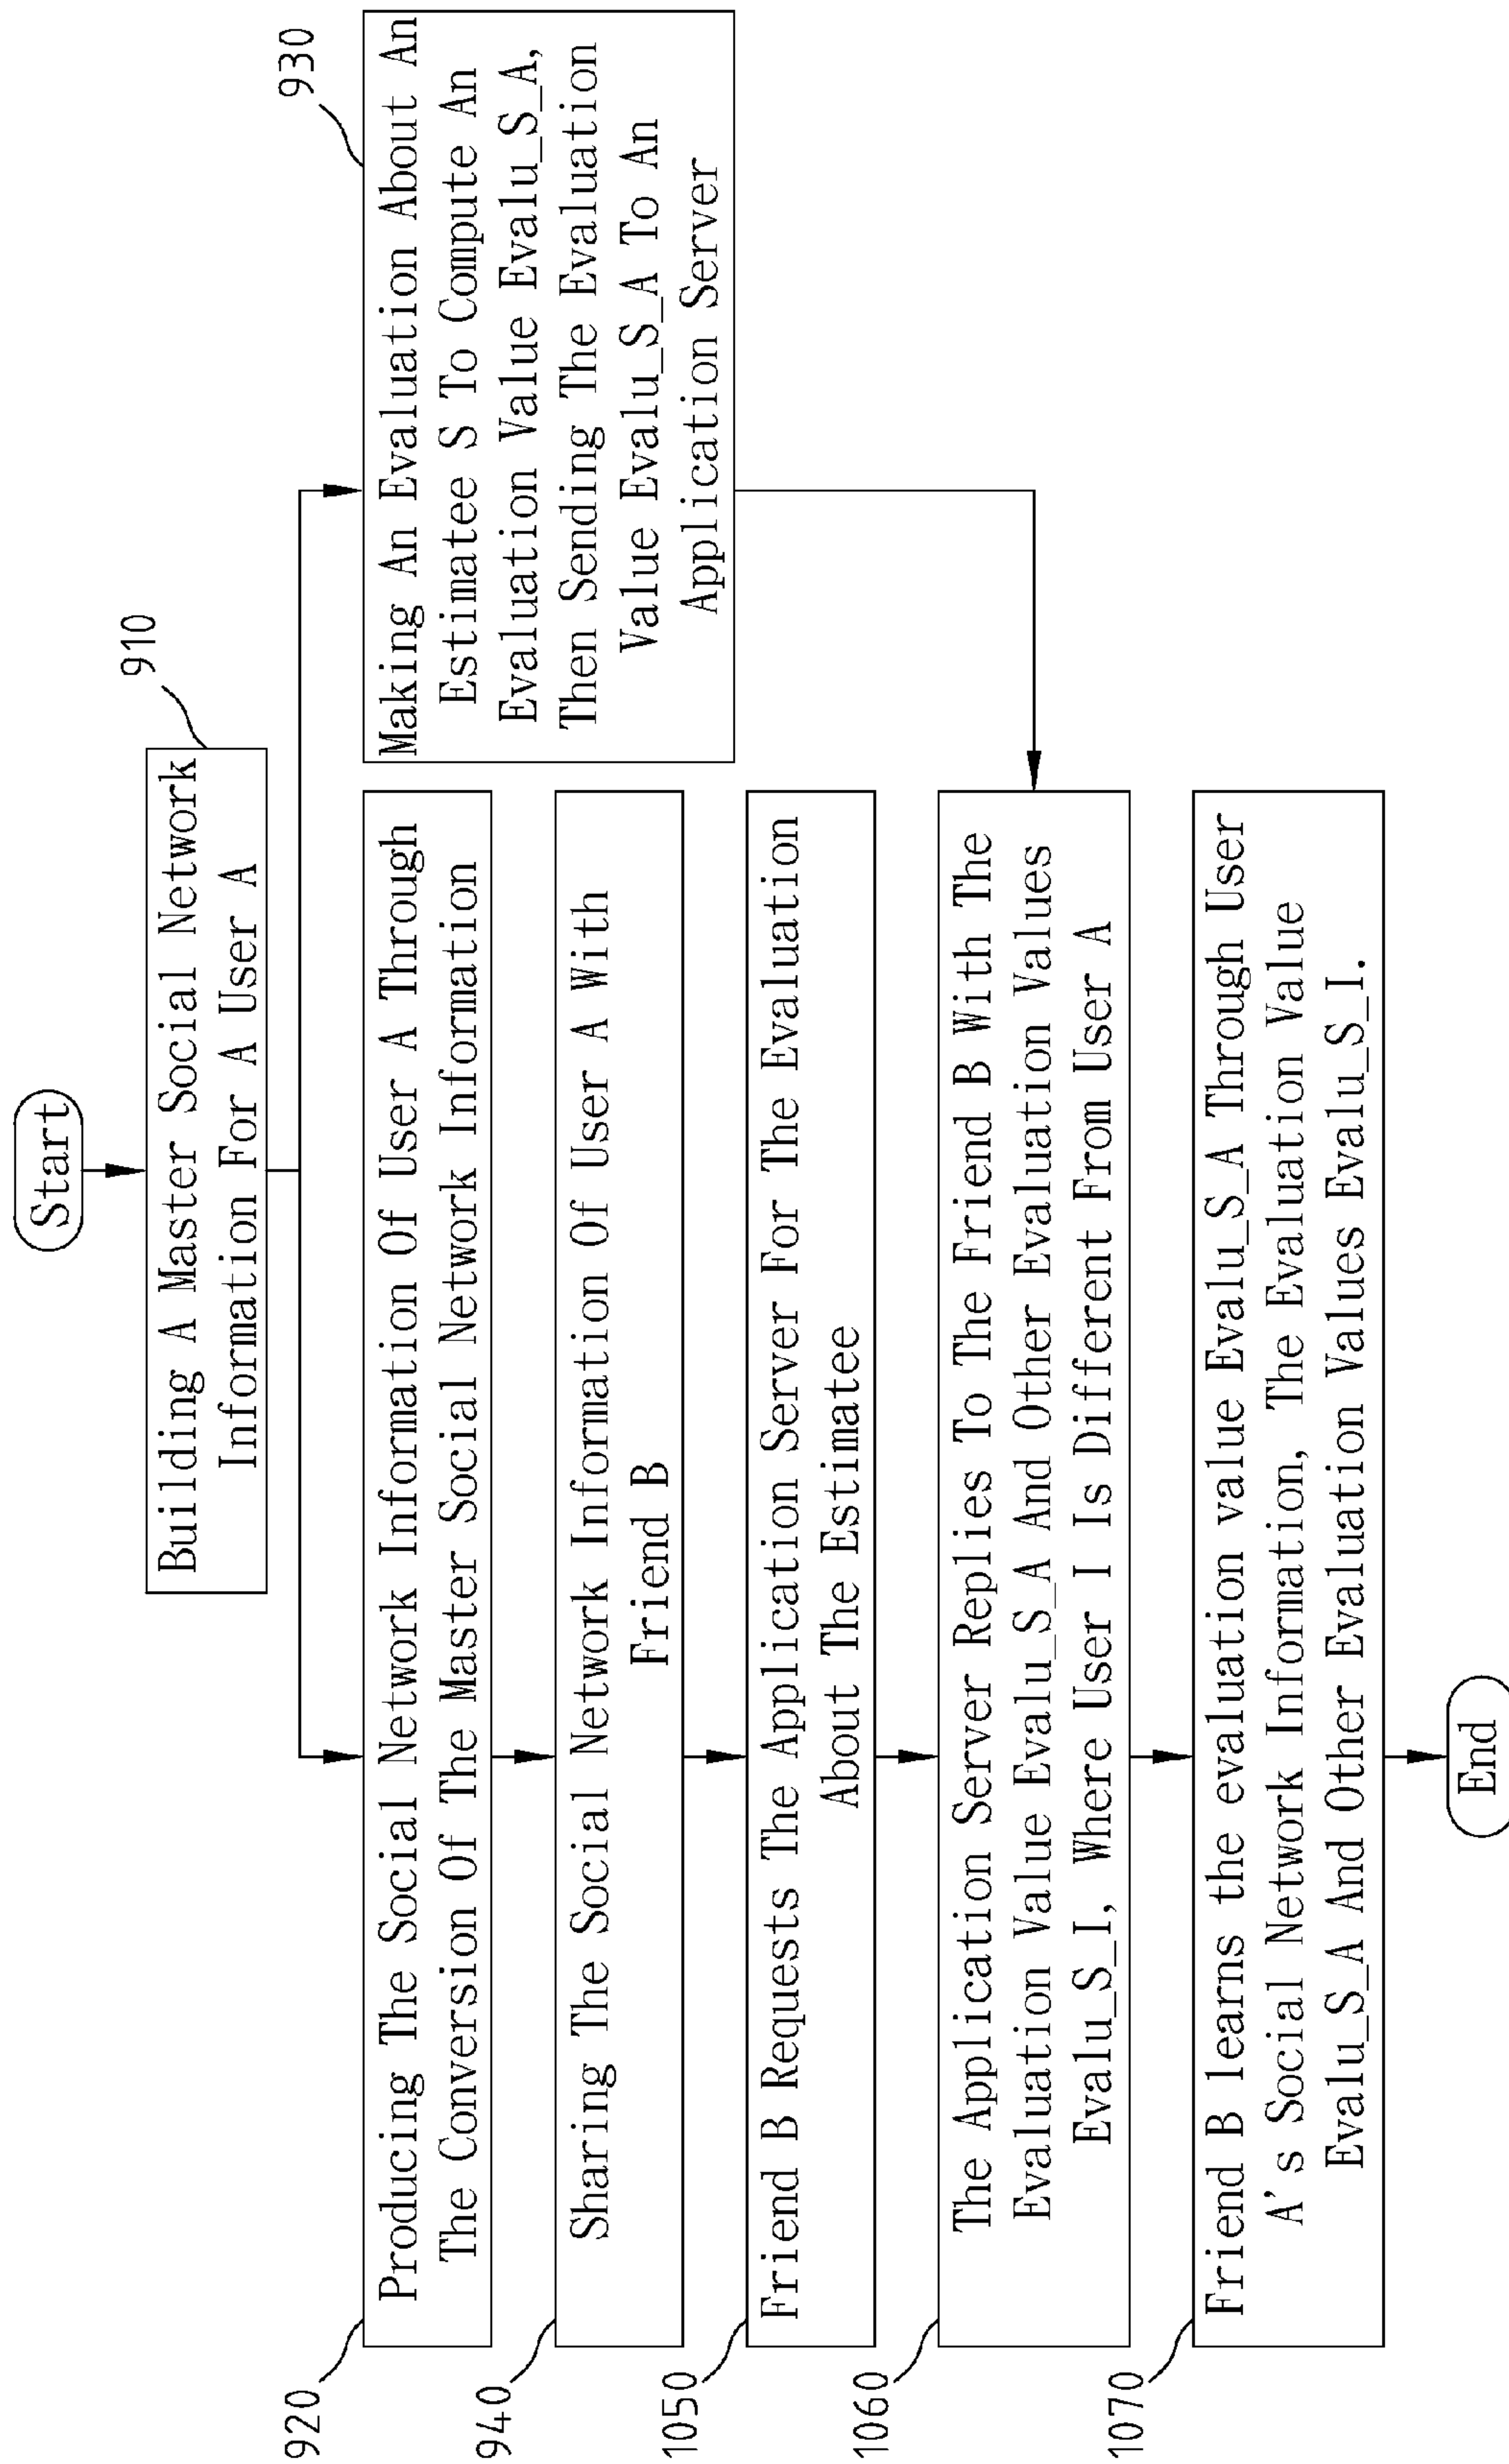 Start
910
Building A Master Social Network
Information For A User A
920
Producing The Social Network Information Of User A Through
The Conversion Of The Master Social Network Information
930
Making An Evaluation About An
Estimatee S To Compute An
Evaluation Value Evalu_S_A,
Then Sending The Evaluation
Value Evalu_S_A To An
Application Server
940
Sharing The Social Network Information Of User A With
Friend B
1050
Friend B Requests The Application Server For The Evaluation
About The Estimatee
1060
The Application Server Replies To The Friend B With The
Evaluation Value Evalu_S_A And Other Evaluation Values
Evalu_S_I, Where User I Is Different From User A
1070
Friend B learns the evaluation value Evalu_S_A Through User
A's Social Network Information, The Evaluation Value
Evalu_S_A And Other Evaluation Values Evalu_S_I.
End